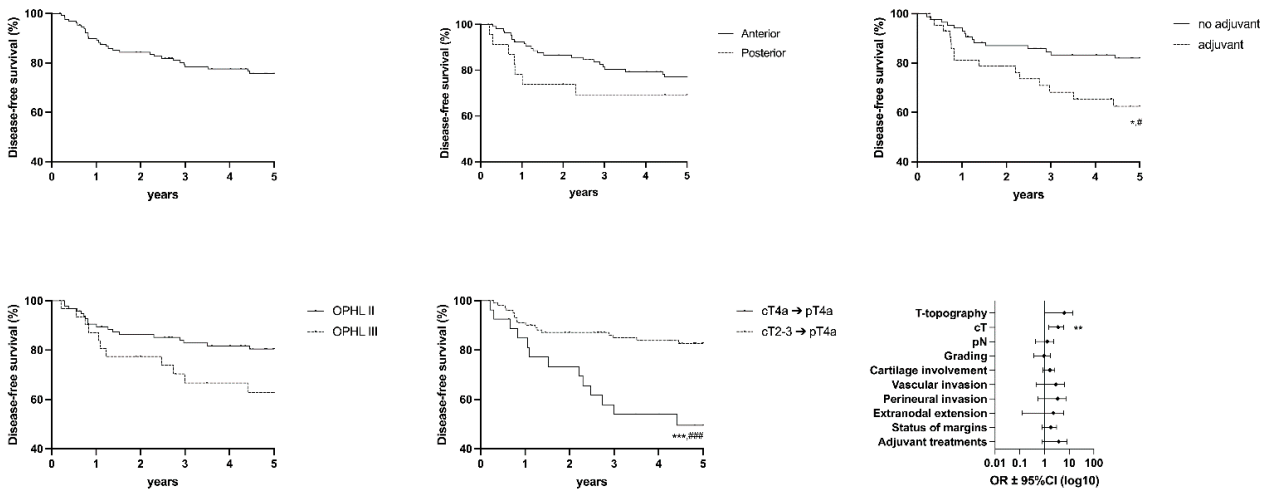 Disease-free survival (%)
100
80
60
40
0 1 2 3 4 5
years
Disease-free survival (%)
100
80
60
40
0 1 2 3 4 5
years
Anterior
Posterior
Disease-free survival (%)
100
80
60
40
0 1 2 3 4 5
years
no adjuvant
adjuvant
*,#
Disease-free survival (%)
100
80
60
40
0 1 2 3 4 5
years
OPHL II
OPHL III
Disease-free survival (%)
100
80
60
40
0 1 2 3 4 5
years
cT4a ➔ pT4a
cT2-3 ➔ pT4a
***,###
T-topography
cT
**
pN
Grading
Cartilage involvement
Vascular invasion
Perineural invasion
Extranodal extension
Status of margins
Adjuvant treatments
0.01 0.1 1 10 100
OR ± 95%CI (log10)